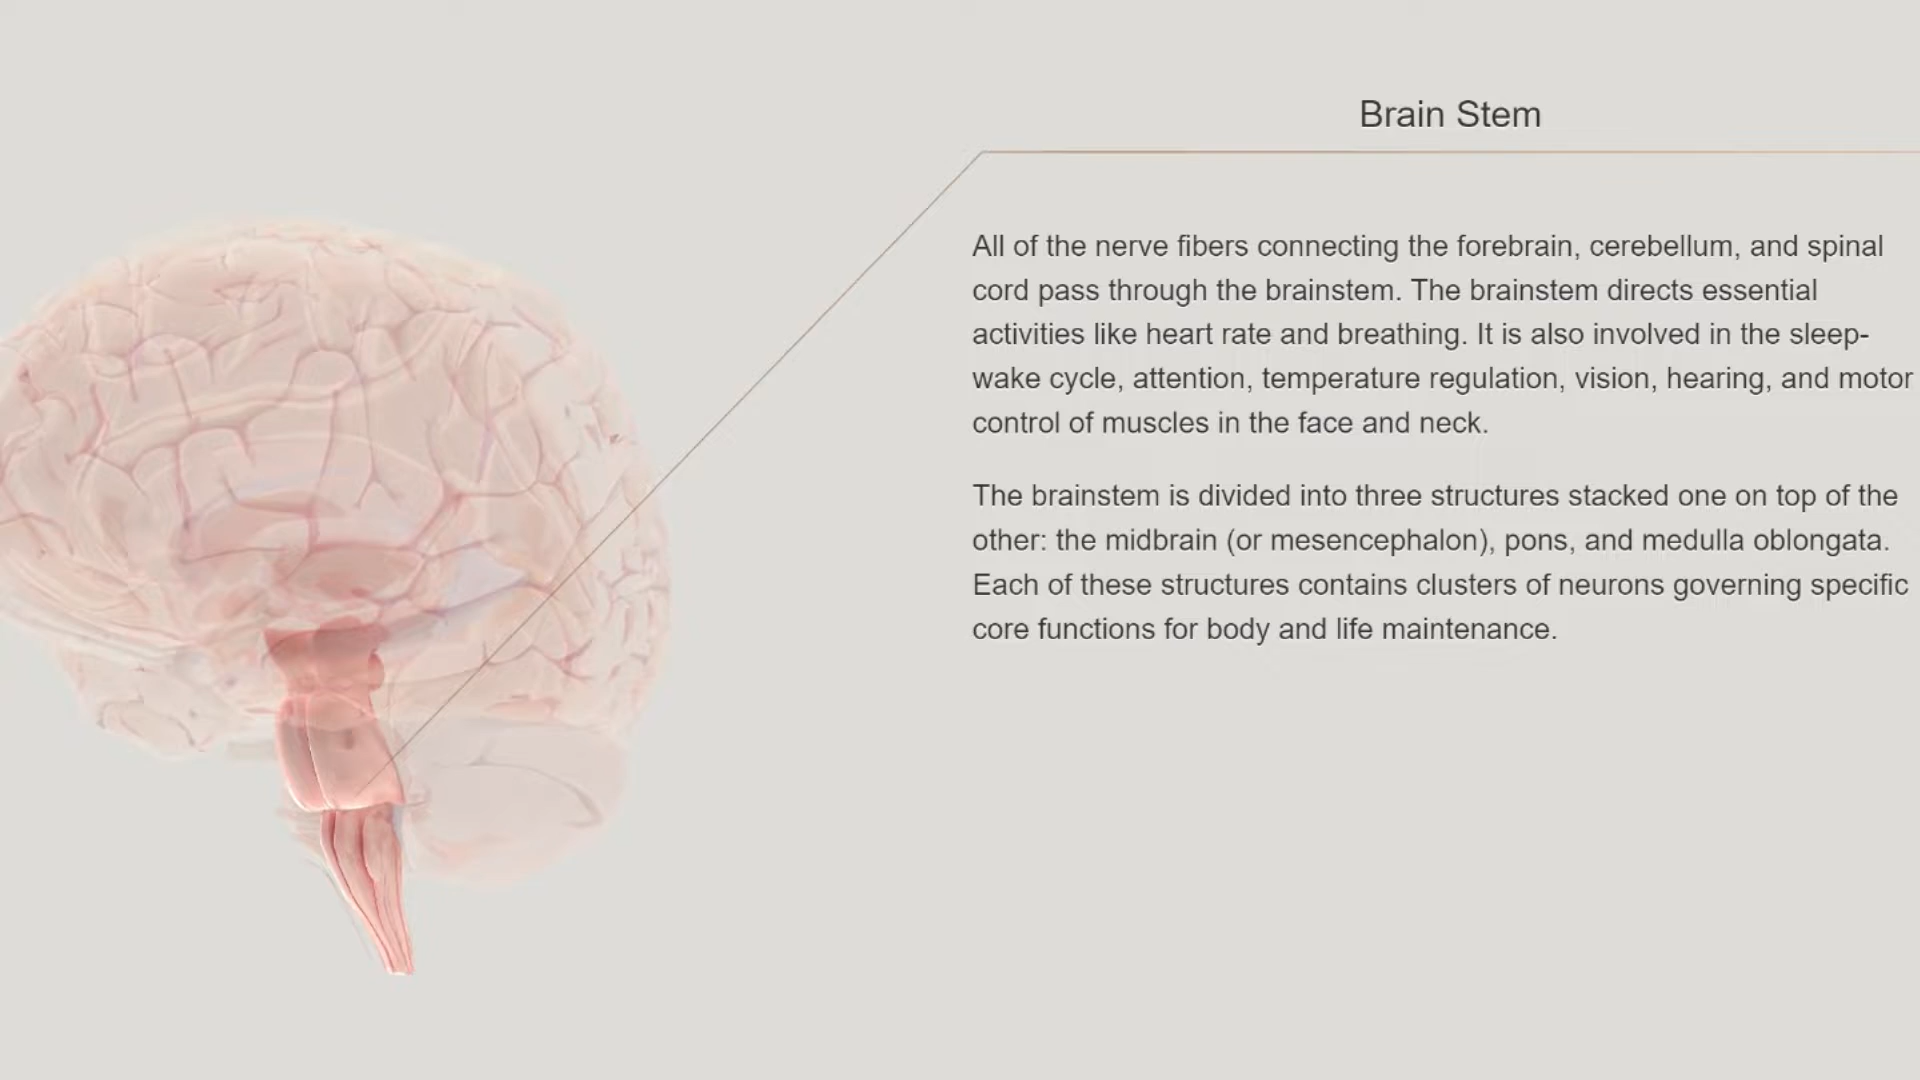 Brain Stem
All of the nerve fibers connecting the forebrain, cerebellum, and spinal
cord pass through the brainstem. The brainstem directs essential
activities like heart rate and breathing. It is also involved in the sleep-
wake cycle, attention, temperature regulation, vision, hearing, and motor
control of muscles in the face and neck.
The brainstem is divided into three structures stacked one on top of the
other: the midbrain (or mesencephalon), pons, and medulla oblongata.
Each of these structures contains clusters of neurons governing specific
core functions for body and life maintenance.